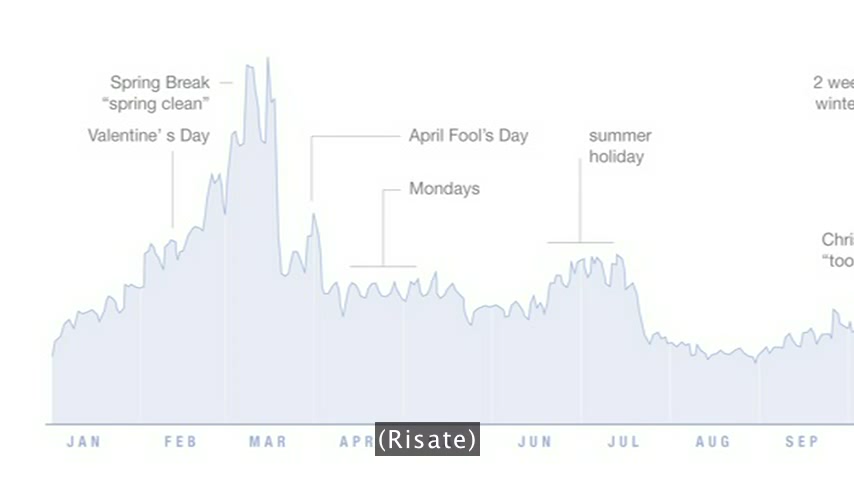 Spring Break
“spring clean”
Valentine’ s Day
April Fool’s Day
Mondays
summer
holiday
2 wee
winte
Chri
“too
JAN FEB MAR APR JUN JUL AUG SEP
(Risate)